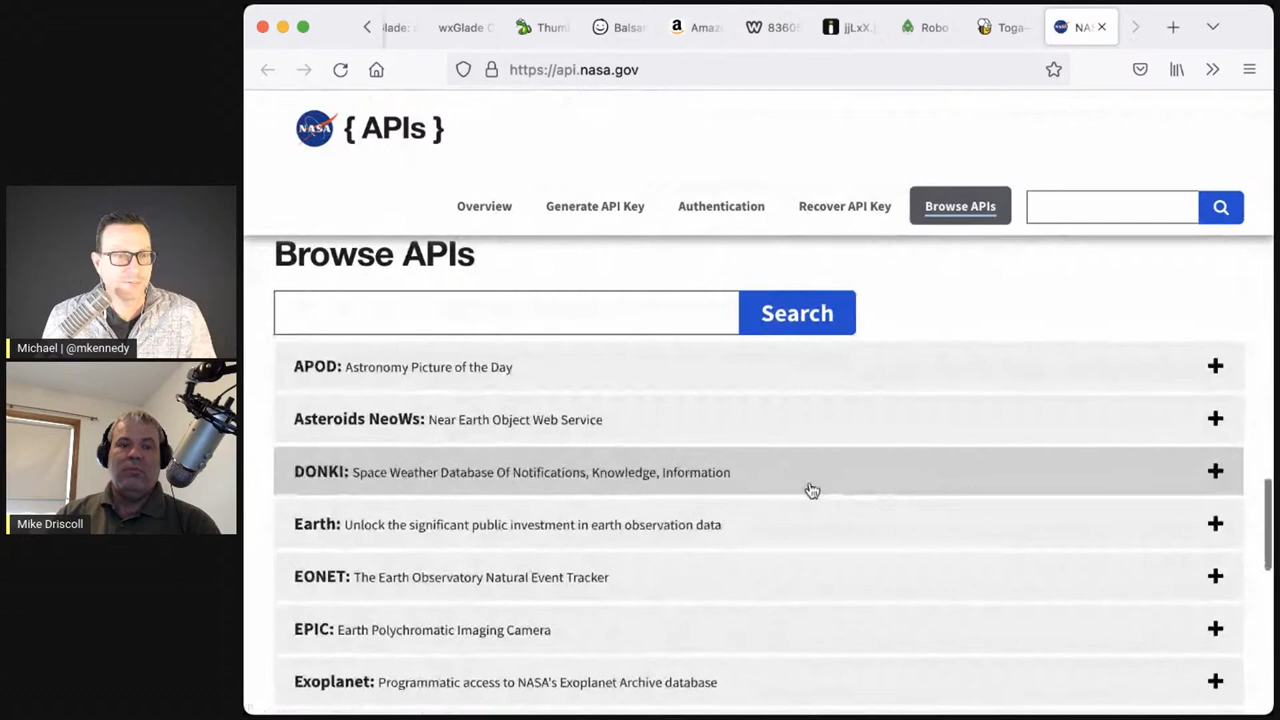 lade:
wxGlade
Thum
Balsa
Amaz
83605
jjLxX.j
Robo
Toga
NAS
https://api.nasa.gov
NASA
{ APIs }
Overview
Generate API Key
Authentication
Recover API Key
Browse APIs
Browse APIs
Search
APOD: Astronomy Picture of the Day
Asteroids NeoWs: Near Earth Object Web Service
DONKI: Space Weather Database Of Notifications, Knowledge, Information
Earth: Unlock the significant public investment in earth observation data
EONET: The Earth Observatory Natural Event Tracker
EPIC: Earth Polychromatic Imaging Camera
Exoplanet: Programmatic access to NASA's Exoplanet Archive database
Michael | @mkennedy
Mike Driscoll